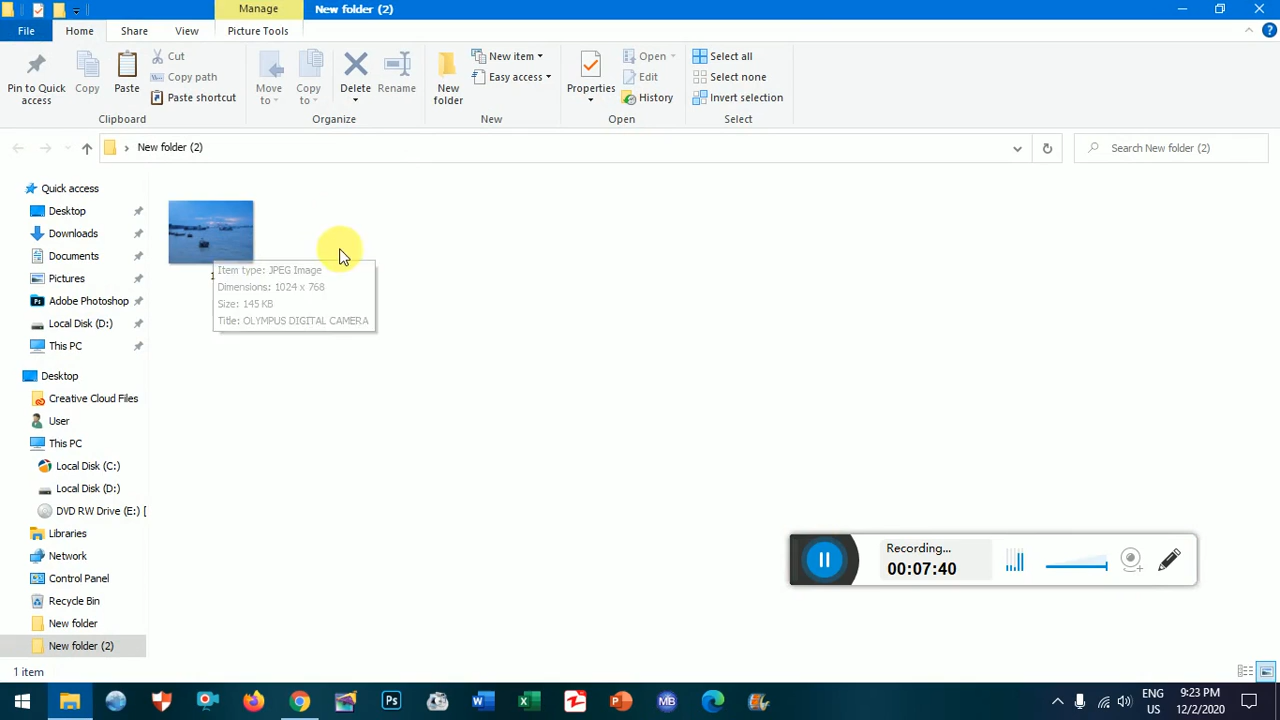 Manage
New folder (2)
File
Home
Share
View
Picture Tools
Pin to Quick access
Copy
Paste
Cut
Copy path
Paste shortcut
Clipboard
Move to
Copy to
Delete
Rename
Organize
New folder
New item
Easy access
New
Properties
Open
Edit
History
Open
Select all
Select none
Invert selection
Select
New folder (2)
Search New folder (2)
Quick access
Desktop
Downloads
Documents
Pictures
Adobe Photoshop
Local Disk (D:)
This PC
Desktop
Creative Cloud Files
User
This PC
Local Disk (C:)
Local Disk (D:)
DVD RW Drive (E:) [
Libraries
Network
Control Panel
Recycle Bin
New folder
New folder (2)
Item type: JPEG Image
Dimensions: 1024 x 768
Size: 145 KB
Title: OLYMPUS DIGITAL CAMERA
Recording...
00:07:40
1 item
Ps
MB
ENG
US
9:23 PM
12/2/2020